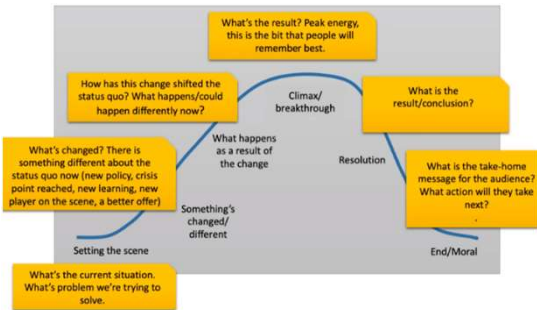 What's the result? Peak energy,
this is the bit that people will
remember best.
How has this change shifted the
status quo? What happens/could
happen differently now?
Climax/
breakthrough
What is the
result/conclusion?
What's changed? There is
something different about the
status quo now (new policy, crisis
point reached, new learning, new
player on the scene, a better offer)
What happens
as a result of
the change
Resolution
What is the take-home
message for the audience?
What action will they take
next?
.
Something's
changed/
different
Setting the scene
End/Moral
What's the current situation.
What's problem we're trying to
solve.